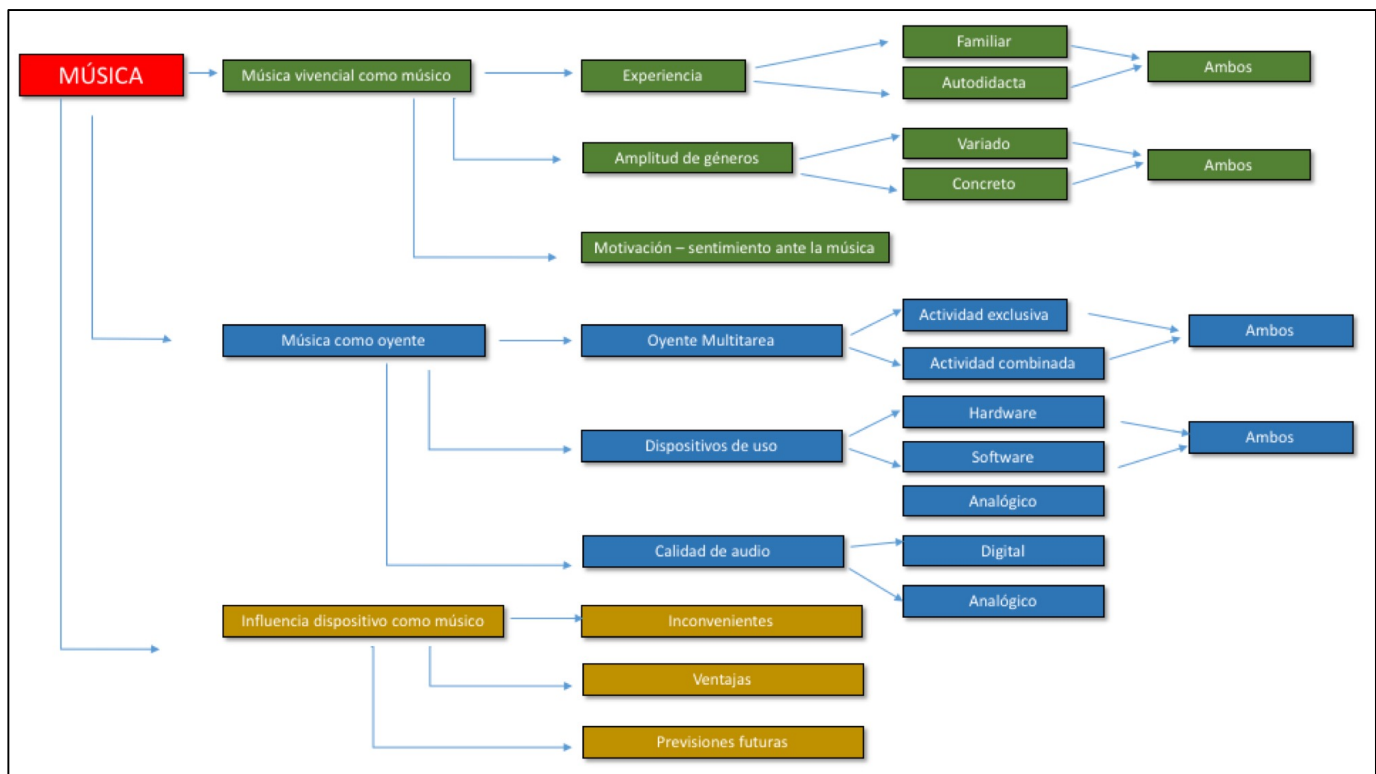 MÚSICA
Música vivencial como músico
Experiencia
Familiar
Autodidacta
Ambos
Amplitud de géneros
Variado
Concreto
Ambos
Motivación – sentimiento ante la música
Música como oyente
Oyente Multitarea
Actividad exclusiva
Actividad combinada
Ambos
Dispositivos de uso
Hardware
Software
Analógico
Ambos
Calidad de audio
Digital
Analógico
Influencia dispositivo como músico
Inconvenientes
Ventajas
Previsiones futuras